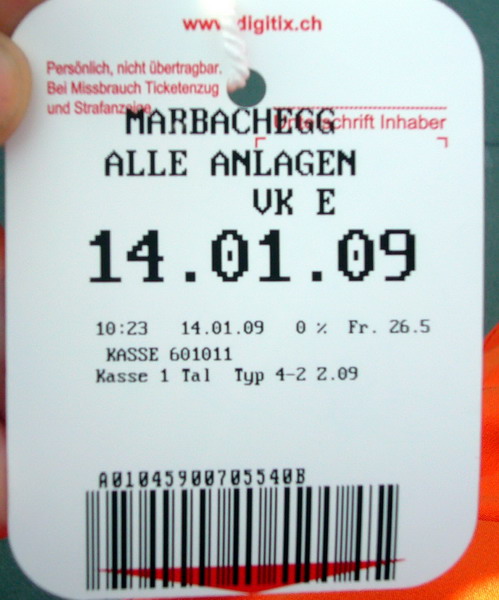 www.digitix.ch
Persönlich, nicht übertragbar.
Bei Missbrauch Ticketenzug
und Strafanzeige
Unterschrift Inhaber
MARBACHEGG
ALLE ANLAGEN
VK E
14.01.09
10:23 14.01.09 0 % Fr. 26.5
KASSE 601011
Kasse 1 Tal Typ 4-2 2.09
A01045900705540B